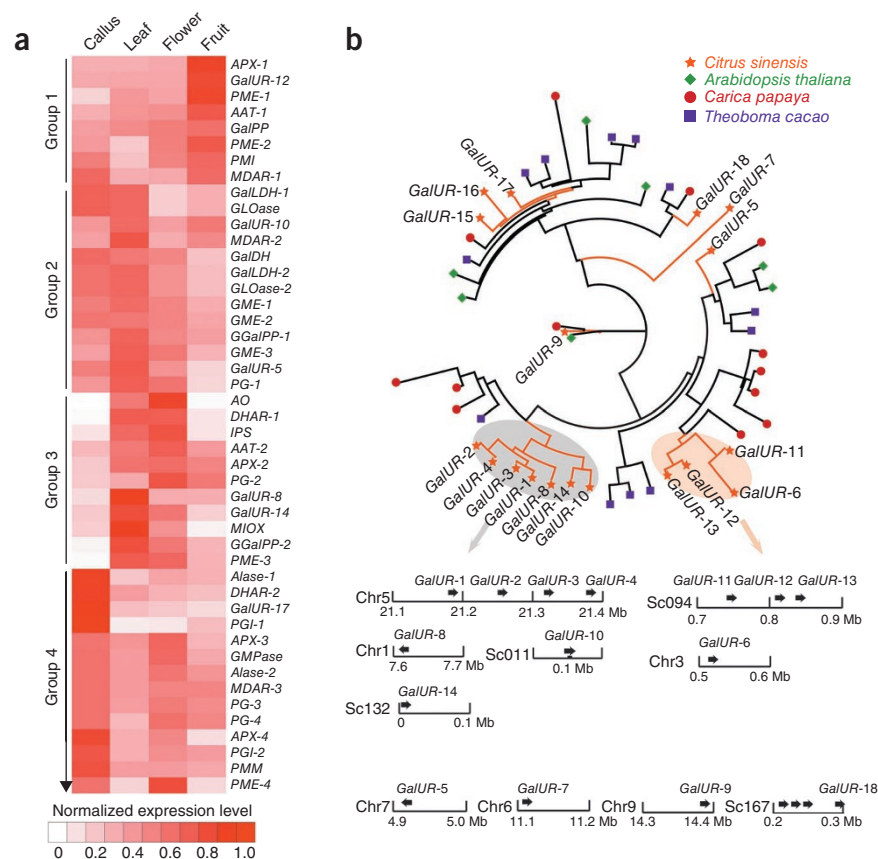 a
Callus Leaf Flower Fruit
Group 1
APX-1
GalUR-12
PME-1
AAT-1
GalPP
PME-2
PMI
MDAR-1
Group 2
GalLDH-1
GLOase
GalUR-10
MDAR-2
GalDH
GalLDH-2
GLOase-2
GME-1
GME-2
GGalPP-1
GME-3
GalUR-5
PG-1
Group 3
AO
DHAR-1
IPS
AAT-2
APX-2
PG-2
GalUR-8
GalUR-14
MIOX
GGalPP-2
PME-3
Group 4
Alase-1
DHAR-2
GalUR-17
PGI-1
APX-3
GMPase
Alase-2
MDAR-3
PG-3
PG-4
APX-4
PGI-2
PMM
PME-4
Normalized expression level
0 0.2 0.4 0.6 0.8 1.0
b
Citrus sinensis
Arabidopsis thaliana
Carica papaya
Theoboma cacao
GalUR-17
GalUR-16
GalUR-15
GalUR-18
GalUR-7
GalUR-5
GalUR-9
GalUR-2
GalUR-4
GalUR-3
GalUR-1
GalUR-8
GalUR-14
GalUR-10
GalUR-11
GalUR-6
GalUR-12
GalUR-13
GalUR-1 GalUR-2 GalUR-3 GalUR-4
Chr5
21.1 21.2 21.3 21.4 Mb
GalUR-11 GalUR-12 GalUR-13
Sc094
0.7 0.8 0.9 Mb
GalUR-8
Chr1
7.6 7.7 Mb
GalUR-10
Sc011
0.1 Mb
GalUR-6
Chr3
0.5 0.6 Mb
GalUR-14
Sc132
0 0.1 Mb
GalUR-5
Chr7
4.9 5.0 Mb
GalUR-7
Chr6
11.1 11.2 Mb
GalUR-9
Chr9
14.3 14.4 Mb
GalUR-18
Sc167
0.2 0.3 Mb